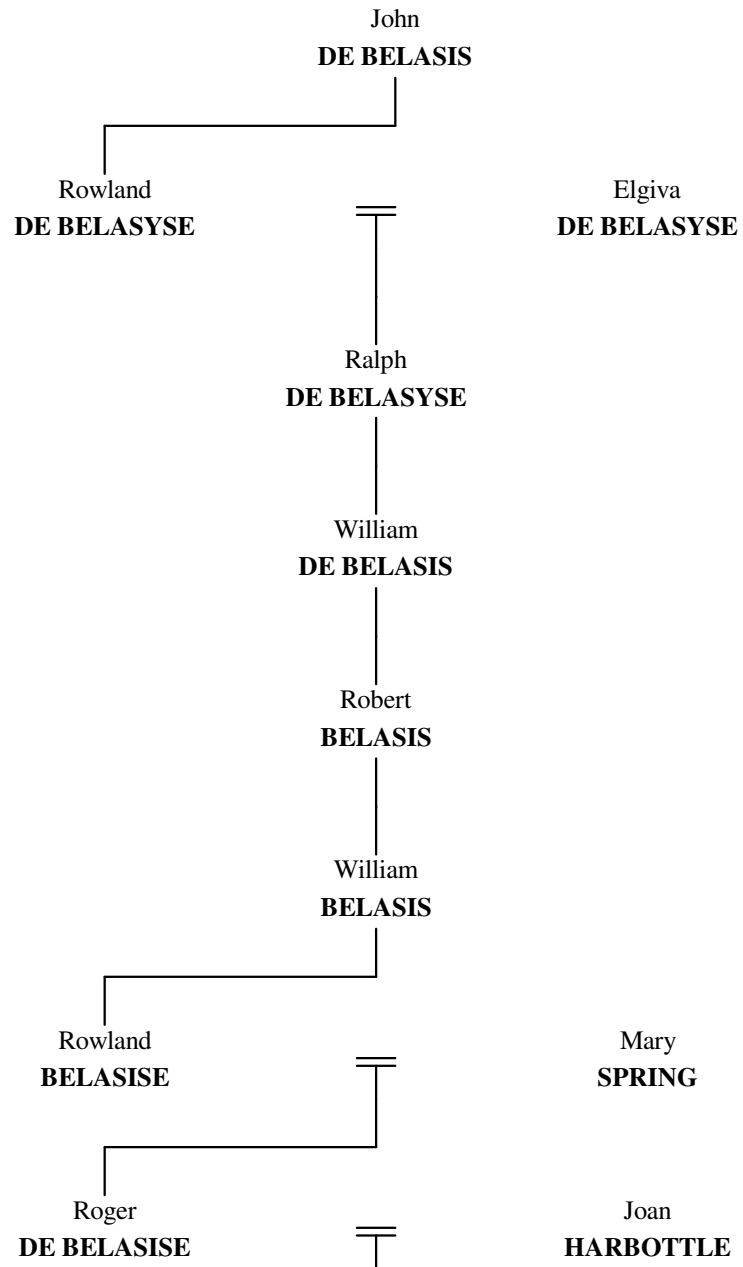 John
DE BELASIS
Rowland
DE BELASYSE
Elgiva
DE BELASYSE
Ralph
DE BELASYSE
William
DE BELASIS
Robert
BELASIS
William
BELASIS
Rowland
BELASISE
Mary
SPRING
Roger
DE BELASISE
Joan
HARBOTTLE